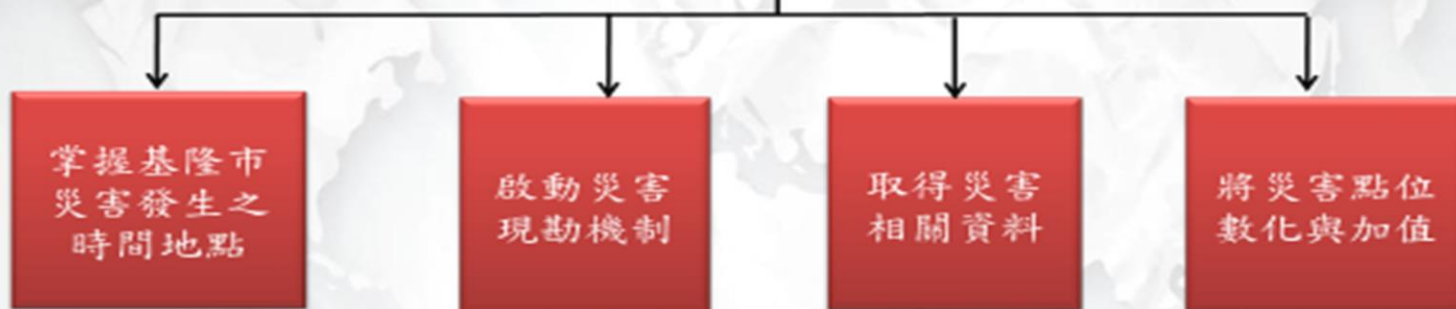 掌握基隆市
災害發生之
時間地點
啟動災害
現勘機制
取得災害
相關資料
將災害點位
數化與加值